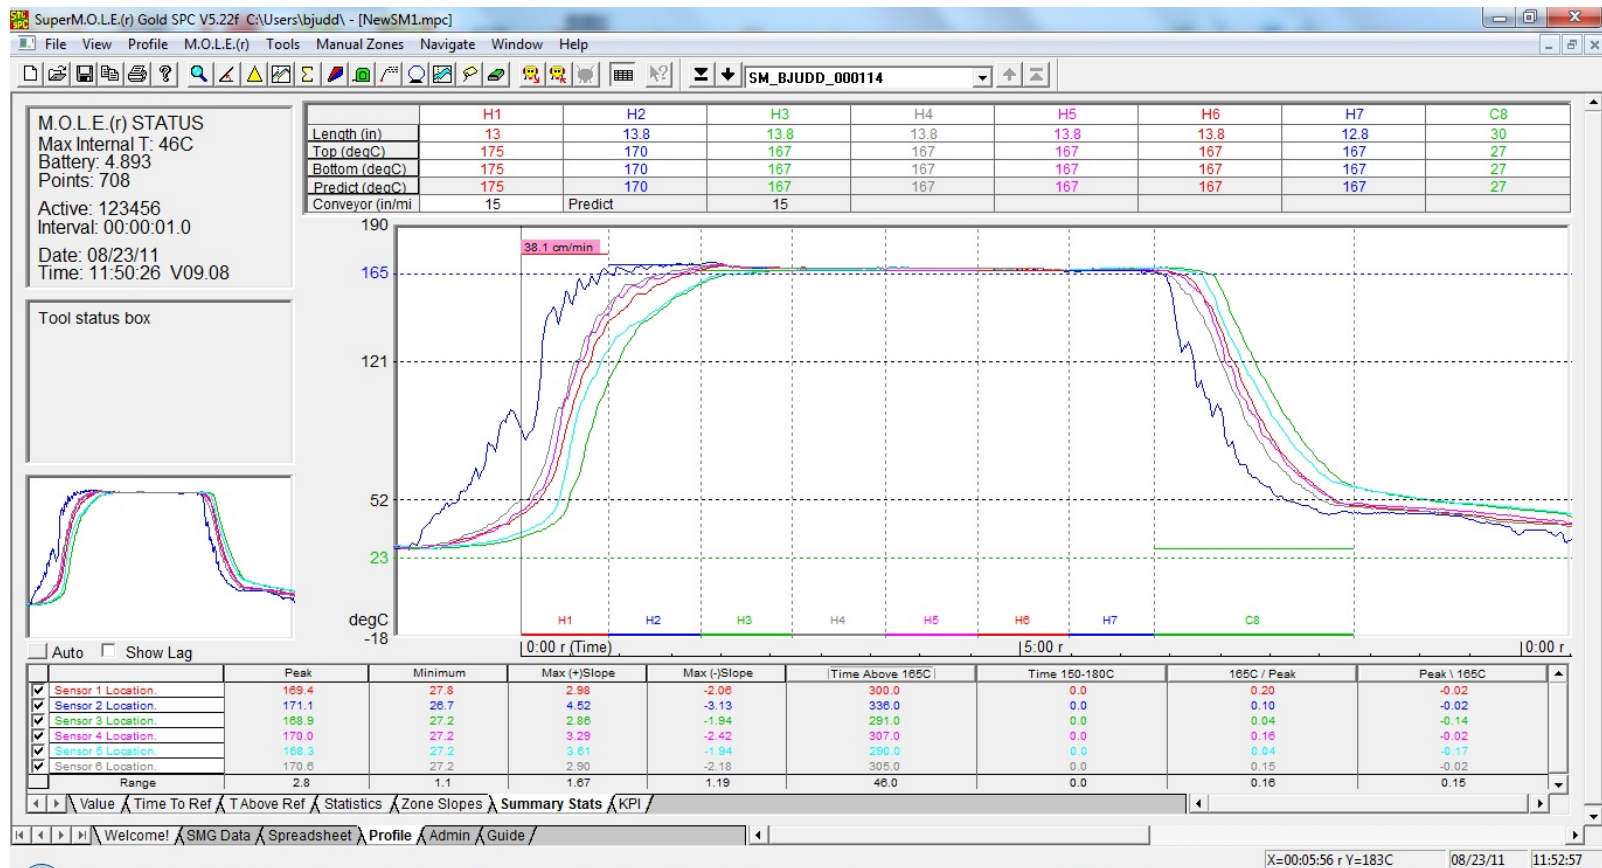 SuperM.O.L.E.(r) Gold SPC V5.22f C:\Users\bjudd\ - [NewSM1.mpc]
File View Profile M.O.L.E.(r) Tools Manual Zones Navigate Window Help
SM_BJUDD_000114
M.O.L.E.(r) STATUS
Max Internal T: 46C
Battery: 4.893
Points: 708
Active: 123456
Interval: 00:00:01.0
Date: 08/23/11
Time: 11:50:26 V09.08
Tool status box
H1 H2 H3 H4 H5 H6 H7 C8
Length (in) 13 13.8 13.8 13.8 13.8 13.8 12.8 30
Top (degC) 175 170 167 167 167 167 167 27
Bottom (degC) 175 170 167 167 167 167 167 27
Predict (degC) 175 170 167 167 167 167 167 27
Conveyor (in/mi 15 Predict 15
190
38.1 cm/min
165
121
52
23
degC
-18
H1 H2 H3 H4 H5 H6 H7 C8
0:00 r (Time) 5:00 r 0:00 r
Auto Show Lag
Peak Minimum Max (+)Slope Max (-)Slope Time Above 165C Time 150-180C 165C / Peak Peak \ 165C
Sensor 1 Location. 169.4 27.8 2.98 -2.06 300.0 0.0 0.20 -0.02
Sensor 2 Location. 171.1 26.7 4.52 -3.13 336.0 0.0 0.10 -0.02
Sensor 3 Location. 168.9 27.2 2.86 -1.94 291.0 0.0 0.04 -0.14
Sensor 4 Location. 170.0 27.2 3.29 -2.42 307.0 0.0 0.16 -0.02
Sensor 5 Location. 168.3 27.2 3.61 -1.94 290.0 0.0 0.04 -0.17
Sensor 6 Location. 170.6 27.2 2.90 -2.18 305.0 0.0 0.15 -0.02
Range 2.8 1.1 1.67 1.19 46.0 0.0 0.16 0.15
Value Time To Ref T Above Ref Statistics Zone Slopes Summary Stats KPI
Welcome! SMG Data Spreadsheet Profile Admin Guide
X=00:05:56 r Y=183C 08/23/11 11:52:57